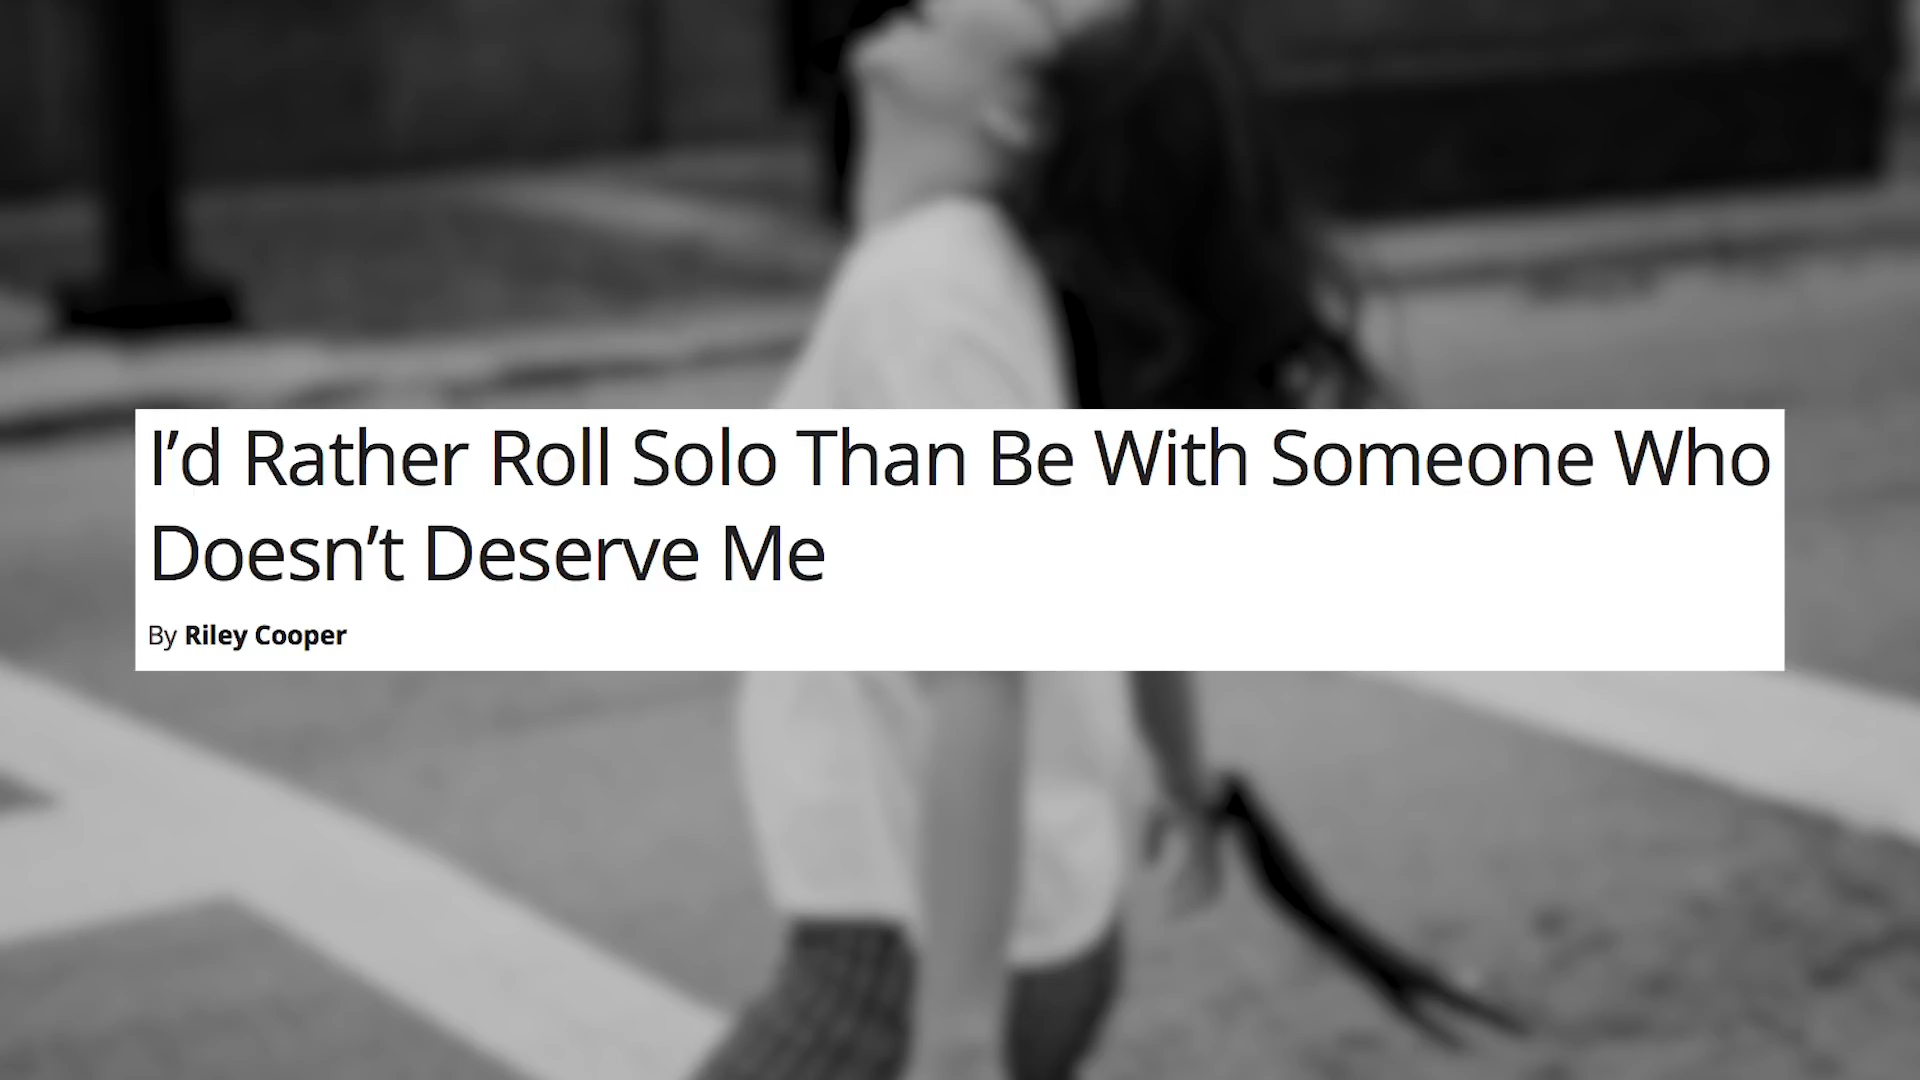 I’d Rather Roll Solo Than Be With Someone Who
Doesn’t Deserve Me
By Riley Cooper